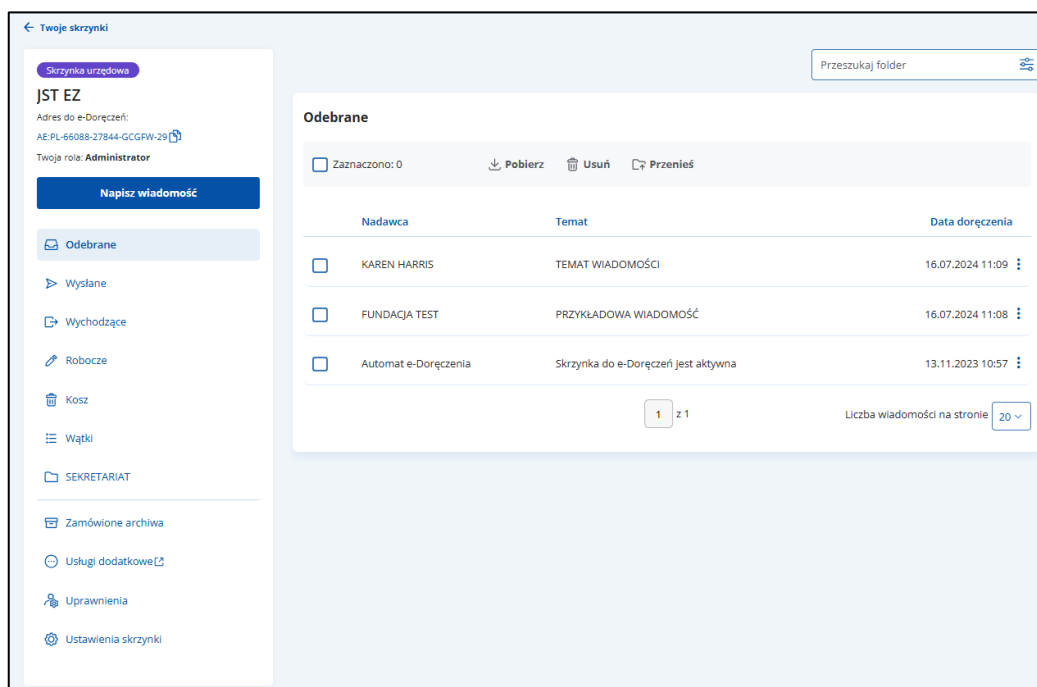 Twoje skrzynki
Skrzynka urzędowa
JST EZ
Adres do e-Doręczeń:
AE:PL-66088-27844-GCGFW-29
Twoja rola: Administrator
Napisz wiadomość
Odebrane
Wysłane
Wychodzące
Robocze
Kosz
Wątki
SEKRETARIAT
Zamówione archiwa
Usługi dodatkowe
Uprawnienia
Ustawienia skrzynki
Przeszukaj folder
Odebrane
Zaznaczono: 0 Pobierz Usuń Przenieś
Nadawca Temat Data doręczenia
KAREN HARRIS TEMAT WIADOMOŚCI 16.07.2024 11:09
FUNDACJA TEST PRZYKŁADOWA WIADOMOŚĆ 16.07.2024 11:08
Automat e-Doręczenia Skrzynka do e-Doręczeń jest aktywna 13.11.2023 10:57
1 z 1 Liczba wiadomości na stronie 20